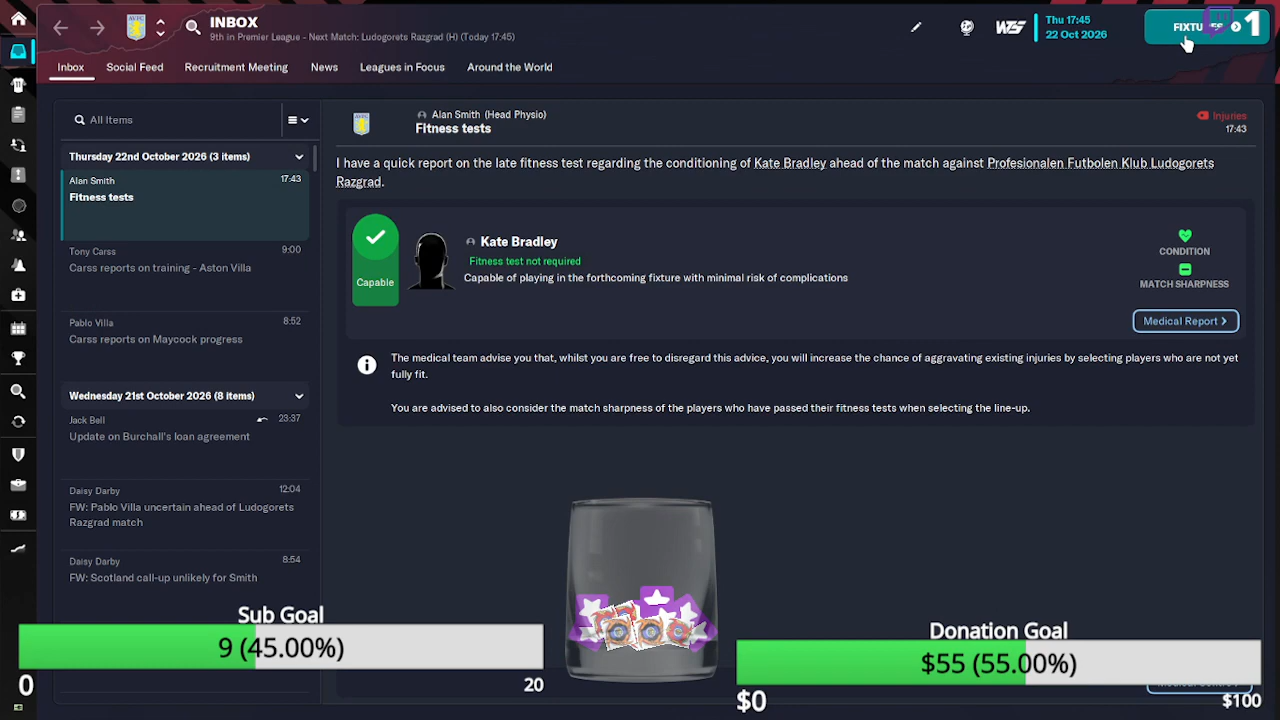 INBOX
9th in Premier League - Next Match: Ludogorets Razgrad (H) (Today 17:45)
Thu 17:45
22 Oct 2026
1
Inbox
Social Feed
Recruitment Meeting
News
Leagues in Focus
Around the World
All Items
Thursday 22nd October 2026 (3 items)
Alan Smith
17:43
Fitness tests
Tony Carss
9:00
Carss reports on training - Aston Villa
Pablo Villa
8:52
Carss reports on Maycock progress
Wednesday 21st October 2026 (8 items)
Jack Bell
23:37
Update on Burchall's loan agreement
Daisy Darby
12:04
FW: Pablo Villa uncertain ahead of Ludogorets
Razgrad match
Daisy Darby
8:54
FW: Scotland call-up unlikely for Smith
Alan Smith (Head Physio)
Fitness tests
Injuries
17:43
I have a quick report on the late fitness test regarding the conditioning of Kate Bradley ahead of the match against Profesionalen Futbolen Klub Ludogorets
Razgrad.
Capable
Kate Bradley
Fitness test not required
Capable of playing in the forthcoming fixture with minimal risk of complications
CONDITION
MATCH SHARPNESS
Medical Report
The medical team advise you that, whilst you are free to disregard this advice, you will increase the chance of aggravating existing injuries by selecting players who are not yet
fully fit.
You are advised to also consider the match sharpness of the players who have passed their fitness tests when selecting the line-up.
Sub Goal
9 (45.00%)
0
20
Donation Goal
$55 (55.00%)
$0
$100